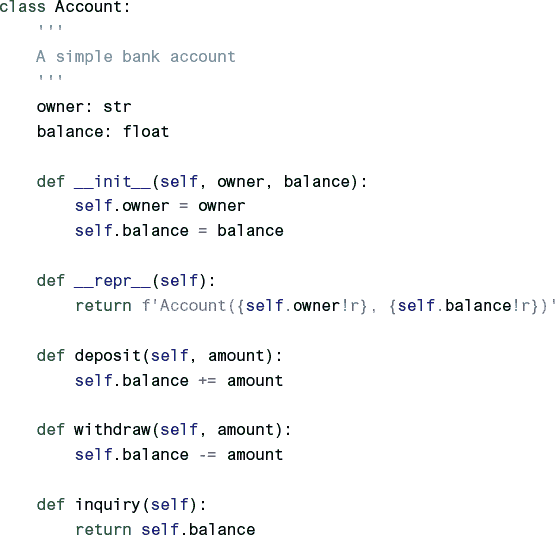 class Account:
    '''
    A simple bank account
    '''
    owner: str
    balance: float

    def __init__(self, owner, balance):
        self.owner = owner
        self.balance = balance

    def __repr__(self):
        return f'Account({self.owner!r}, {self.balance!r})'

    def deposit(self, amount):
        self.balance += amount

    def withdraw(self, amount):
        self.balance -= amount

    def inquiry(self):
        return self.balance